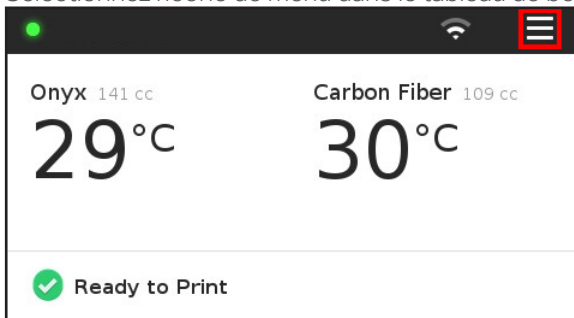 Onyx 141 cc
29°C
Carbon Fiber 109 cc
30°C
Ready to Print